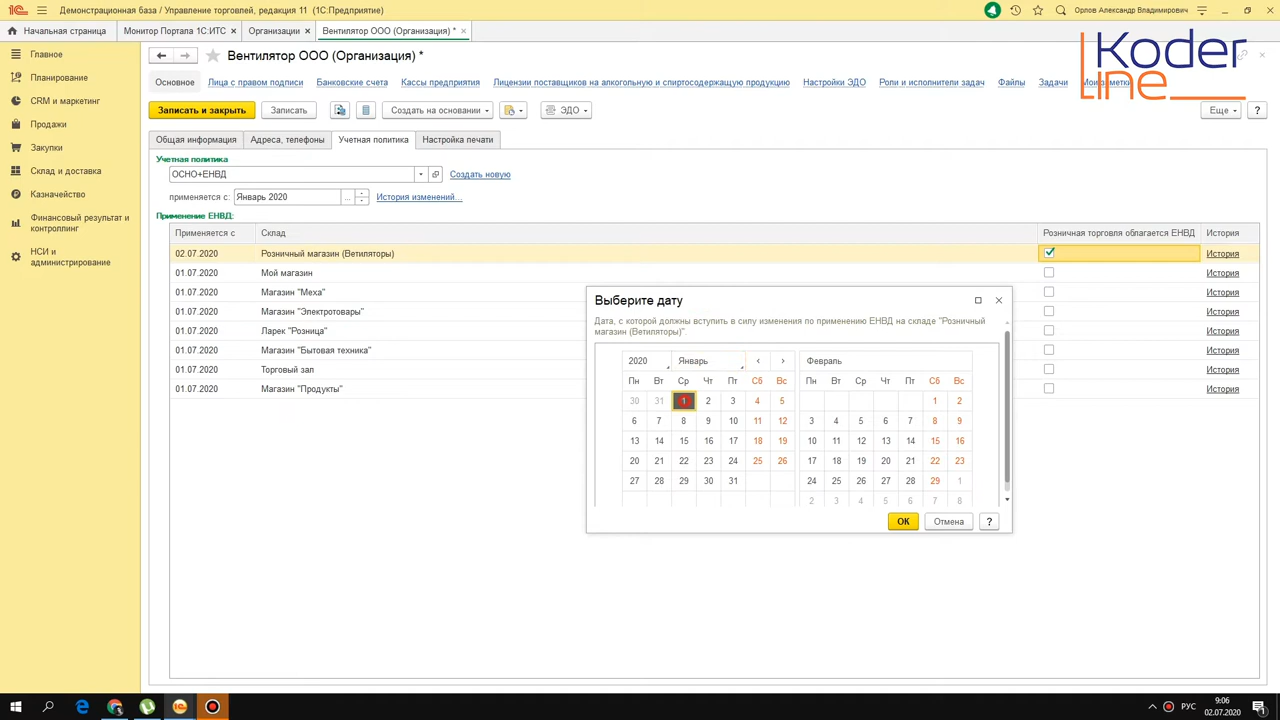 Демонстрационная база / Управление торговлей, редакция 11 (1С:Предприятие)
Орлов Александр Владимирович
Начальная страница
Монитор Портала 1С:ИТС ×
Организации ×
Вентилятор ООО (Организация) * ×
Koder
line
Главное
Планирование
CRM и маркетинг
Продажи
Закупки
Склад и доставка
Казначейство
Финансовый результат и
контроллинг
НСИ и
администрирование
Вентилятор ООО (Организация) *
Основное Лица с правом подписи Банковские счета Кассы предприятия Лицензии поставщиков на алкогольную и спиртосодержащую продукцию Настройки ЭДО Роли и исполнители задач Файлы Задачи Мои заметки
Записать и закрыть Записать Создать на основании ЭДО Еще ?
Общая информация Адреса, телефоны Учетная политика Настройка печати
Учетная политика
ОСНО+ЕНВД Создать новую
применяется с: Январь 2020 ... История изменений...
Применение ЕНВД:
Применяется с Склад Розничная торговля облагается ЕНВД История
02.07.2020 Розничный магазин (Ветиляторы) История
01.07.2020 Мой магазин История
01.07.2020 Магазин "Меха" История
01.07.2020 Магазин "Электротовары" История
01.07.2020 Ларек "Розница" История
01.07.2020 Магазин "Бытовая техника" История
01.07.2020 Торговый зал История
01.07.2020 Магазин "Продукты" История
Выберите дату
Дата, с которой должны вступить в силу изменения по применению ЕНВД на складе "Розничный
магазин (Ветиляторы)".
2020 Январь ‹ › Февраль
Пн Вт Ср Чт Пт Сб Вс Пн Вт Ср Чт Пт Сб Вс
30 31 1 2 3 4 5 1 2
6 7 8 9 10 11 12 3 4 5 6 7 8 9
13 14 15 16 17 18 19 10 11 12 13 14 15 16
20 21 22 23 24 25 26 17 18 19 20 21 22 23
27 28 29 30 31 24 25 26 27 28 29 1
2 3 4 5 6 7 8
ОК Отмена ?
РУС
9:06
02.07.2020